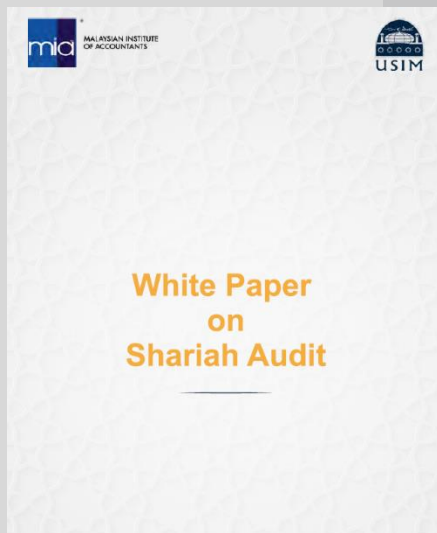 mia
MALAYSIAN INSTITUTE
OF ACCOUNTANTS
USIM
White Paper
on
Shariah Audit